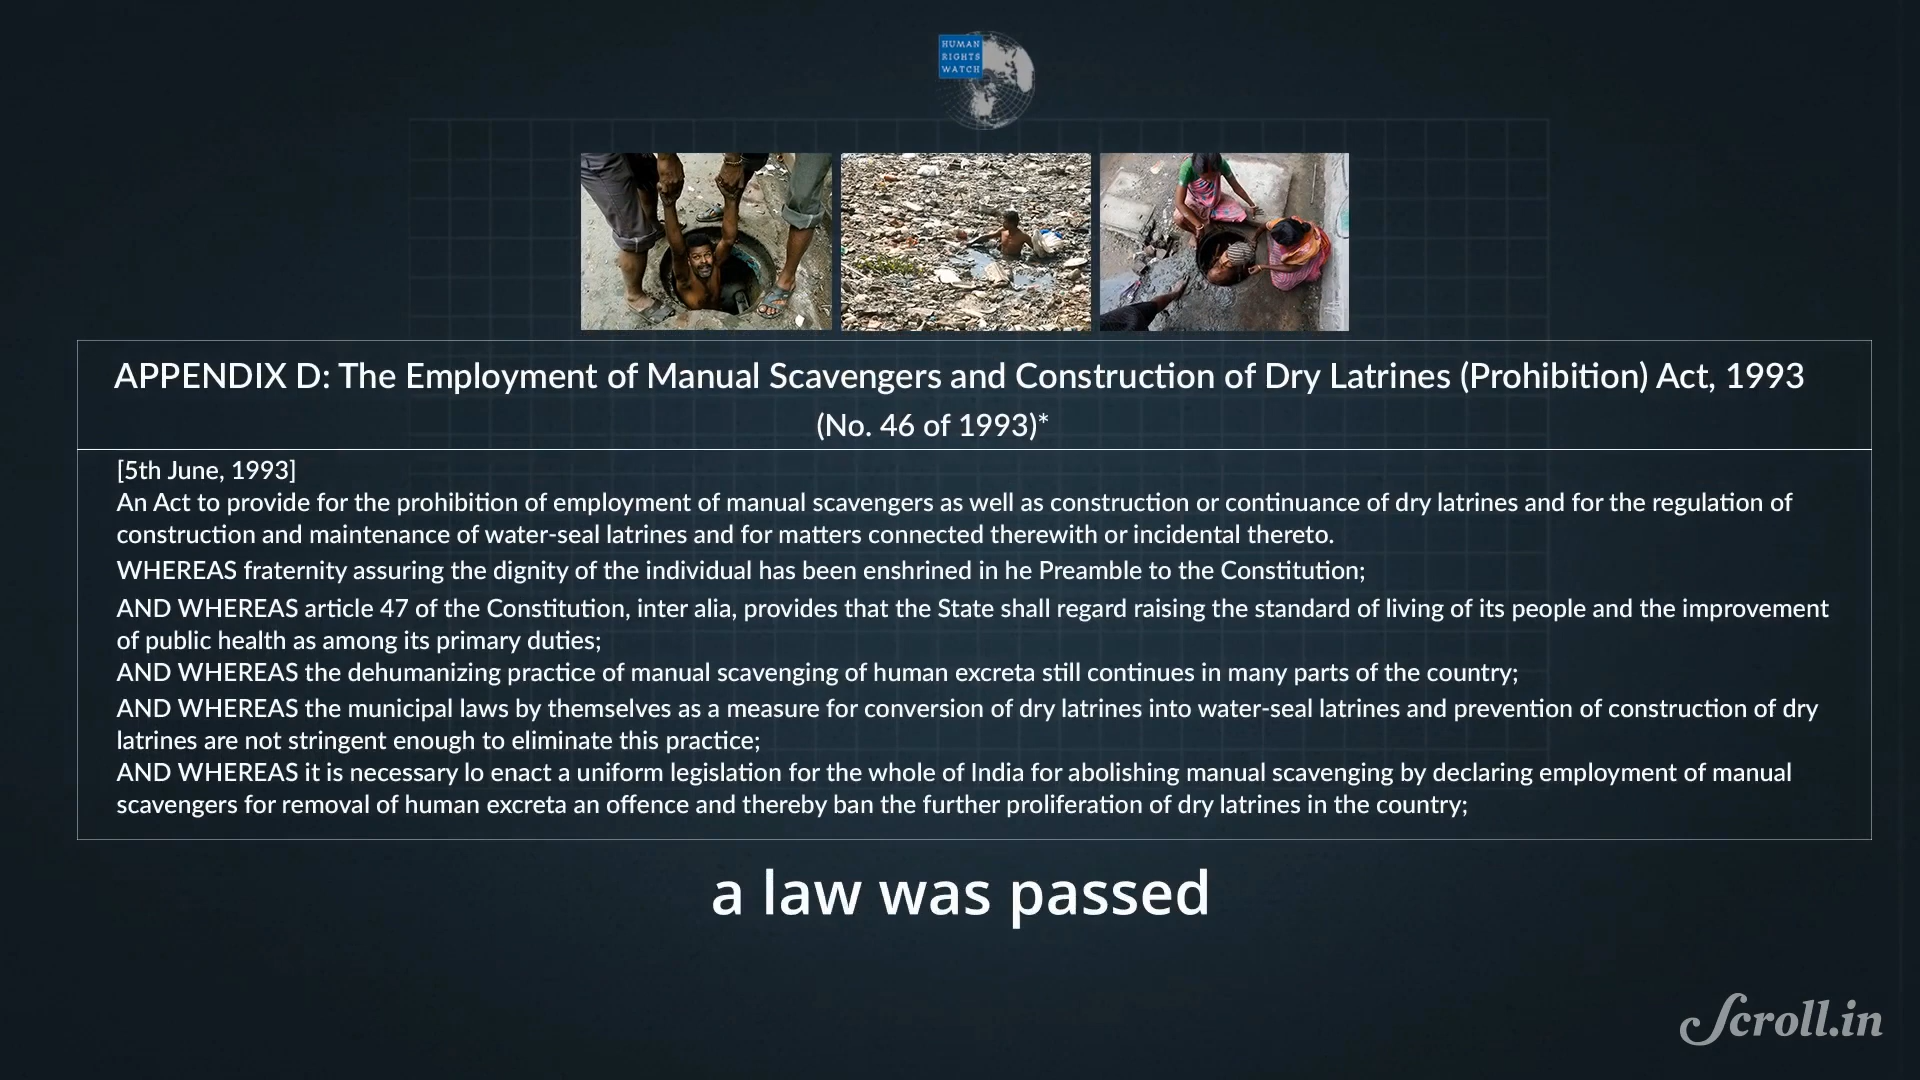 HUMAN
RIGHTS
WATCH
APPENDIX D: The Employment of Manual Scavengers and Construction of Dry Latrines (Prohibition) Act, 1993
(No. 46 of 1993)*
[5th June, 1993]
An Act to provide for the prohibition of employment of manual scavengers as well as construction or continuance of dry latrines and for the regulation of
construction and maintenance of water-seal latrines and for matters connected therewith or incidental thereto.
WHEREAS fraternity assuring the dignity of the individual has been enshrined in he Preamble to the Constitution;
AND WHEREAS article 47 of the Constitution, inter alia, provides that the State shall regard raising the standard of living of its people and the improvement
of public health as among its primary duties;
AND WHEREAS the dehumanizing practice of manual scavenging of human excreta still continues in many parts of the country;
AND WHEREAS the municipal laws by themselves as a measure for conversion of dry latrines into water-seal latrines and prevention of construction of dry
latrines are not stringent enough to eliminate this practice;
AND WHEREAS it is necessary lo enact a uniform legislation for the whole of India for abolishing manual scavenging by declaring employment of manual
scavengers for removal of human excreta an offence and thereby ban the further proliferation of dry latrines in the country;
a law was passed
Scroll.in